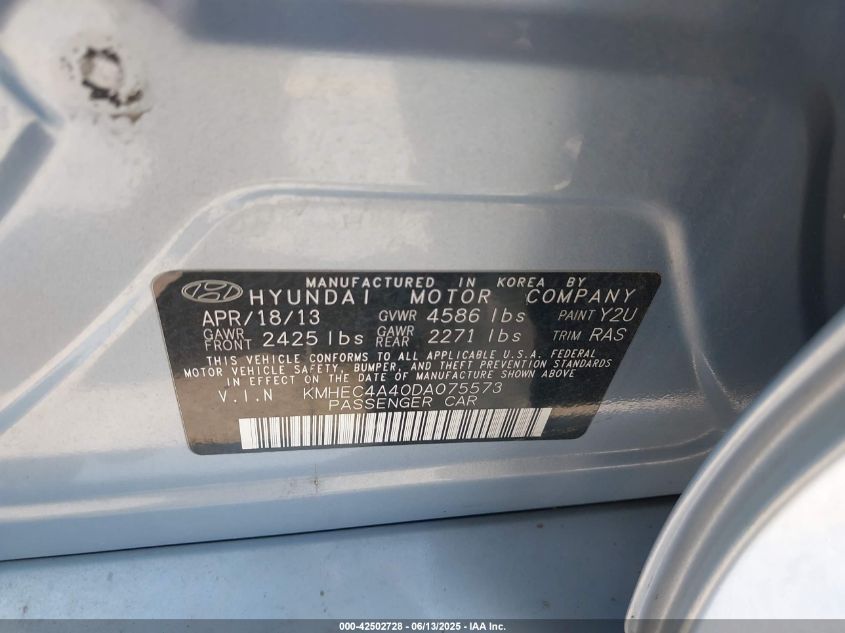 MANUFACTURED IN KOREA BY
HYUNDAI MOTOR COMPANY
APR/18/13 GVWR 4586 lbs PAINT Y2U
GAWR FRONT 2425 lbs GAWR REAR 2271 lbs TRIM RAS
THIS VEHICLE CONFORMS TO ALL APPLICABLE U.S.A. FEDERAL
MOTOR VEHICLE SAFETY, BUMPER, AND THEFT PREVENTION STANDARDS
IN EFFECT ON THE DATE OF MANUFACTURE SHOWN ABOVE
V.I.N KMHEC4A40DA075573
PASSENGER CAR
000-42502728 - 06/13/2025 - IAA Inc.